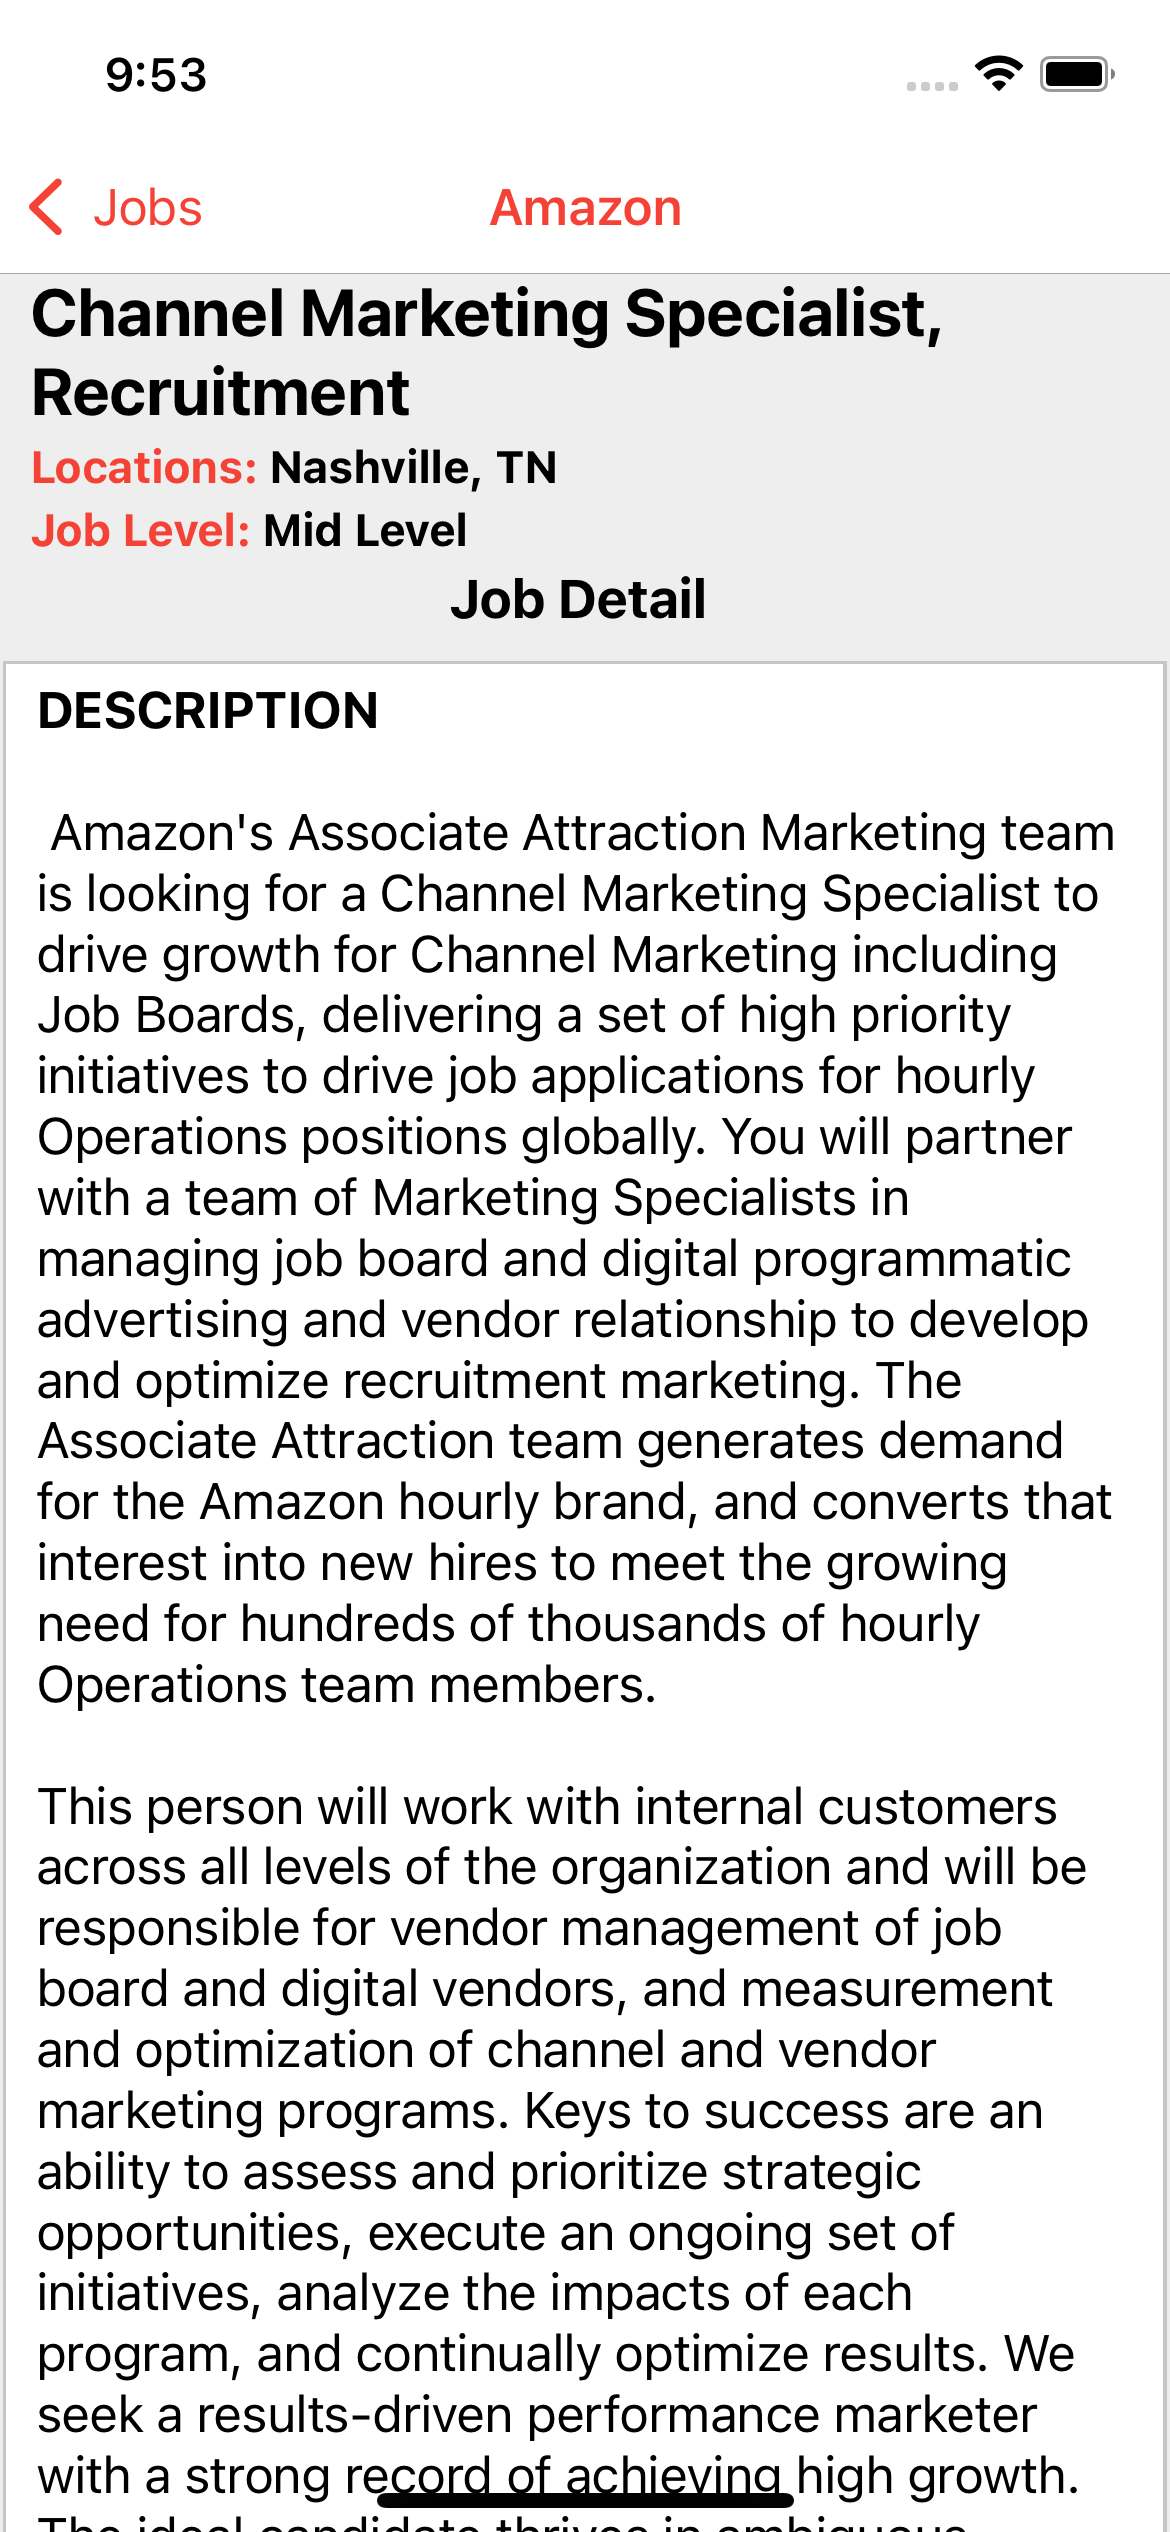 9:53
Jobs
Amazon
Channel Marketing Specialist,
Recruitment
Locations: Nashville, TN
Job Level: Mid Level
Job Detail
DESCRIPTION
Amazon's Associate Attraction Marketing team
is looking for a Channel Marketing Specialist to
drive growth for Channel Marketing including
Job Boards, delivering a set of high priority
initiatives to drive job applications for hourly
Operations positions globally. You will partner
with a team of Marketing Specialists in
managing job board and digital programmatic
advertising and vendor relationship to develop
and optimize recruitment marketing. The
Associate Attraction team generates demand
for the Amazon hourly brand, and converts that
interest into new hires to meet the growing
need for hundreds of thousands of hourly
Operations team members.
This person will work with internal customers
across all levels of the organization and will be
responsible for vendor management of job
board and digital vendors, and measurement
and optimization of channel and vendor
marketing programs. Keys to success are an
ability to assess and prioritize strategic
opportunities, execute an ongoing set of
initiatives, analyze the impacts of each
program, and continually optimize results. We
seek a results-driven performance marketer
with a strong record of achieving high growth.
The ideal candidate thrives in ambiguous